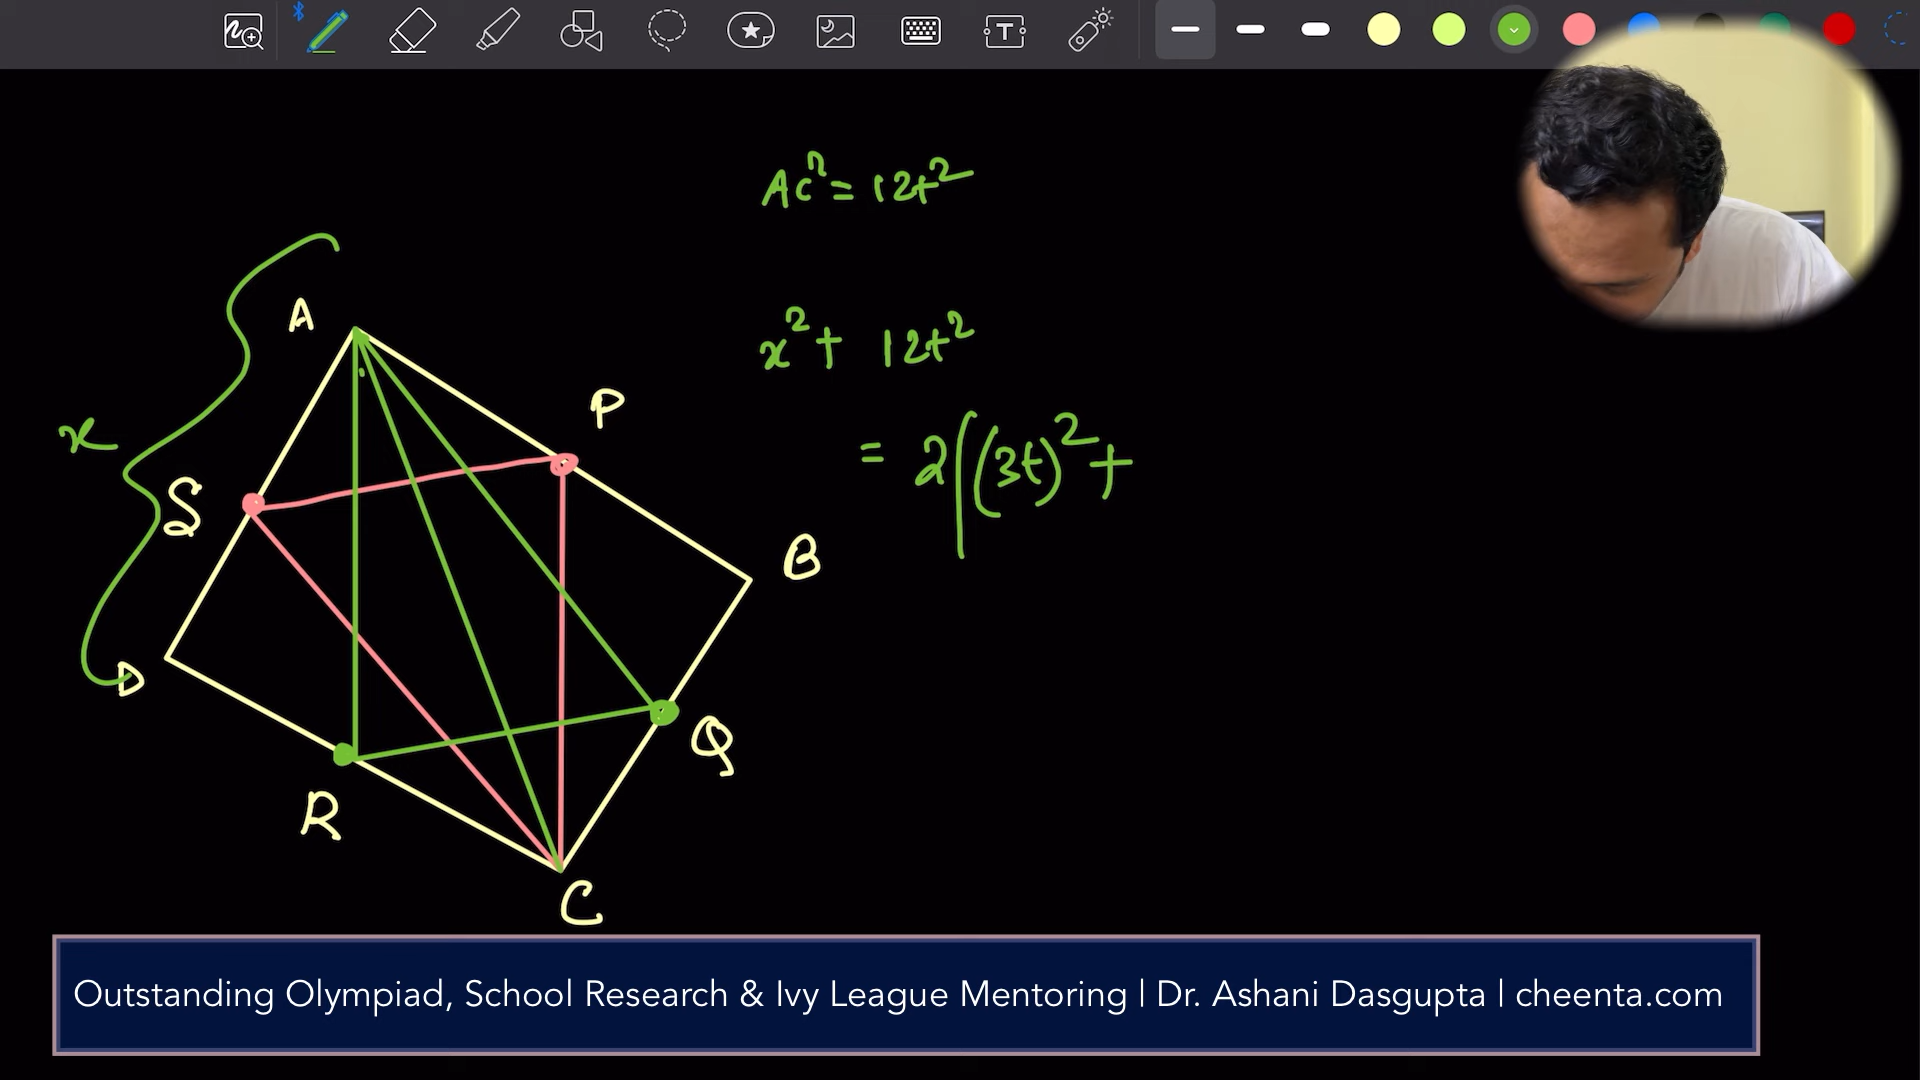 AC² = 12t²
x² + 12t²
= 2((3t)² +
A
P
x
S
B
D
Q
R
C
T
Outstanding Olympiad, School Research & Ivy League Mentoring | Dr. Ashani Dasgupta | cheenta.com